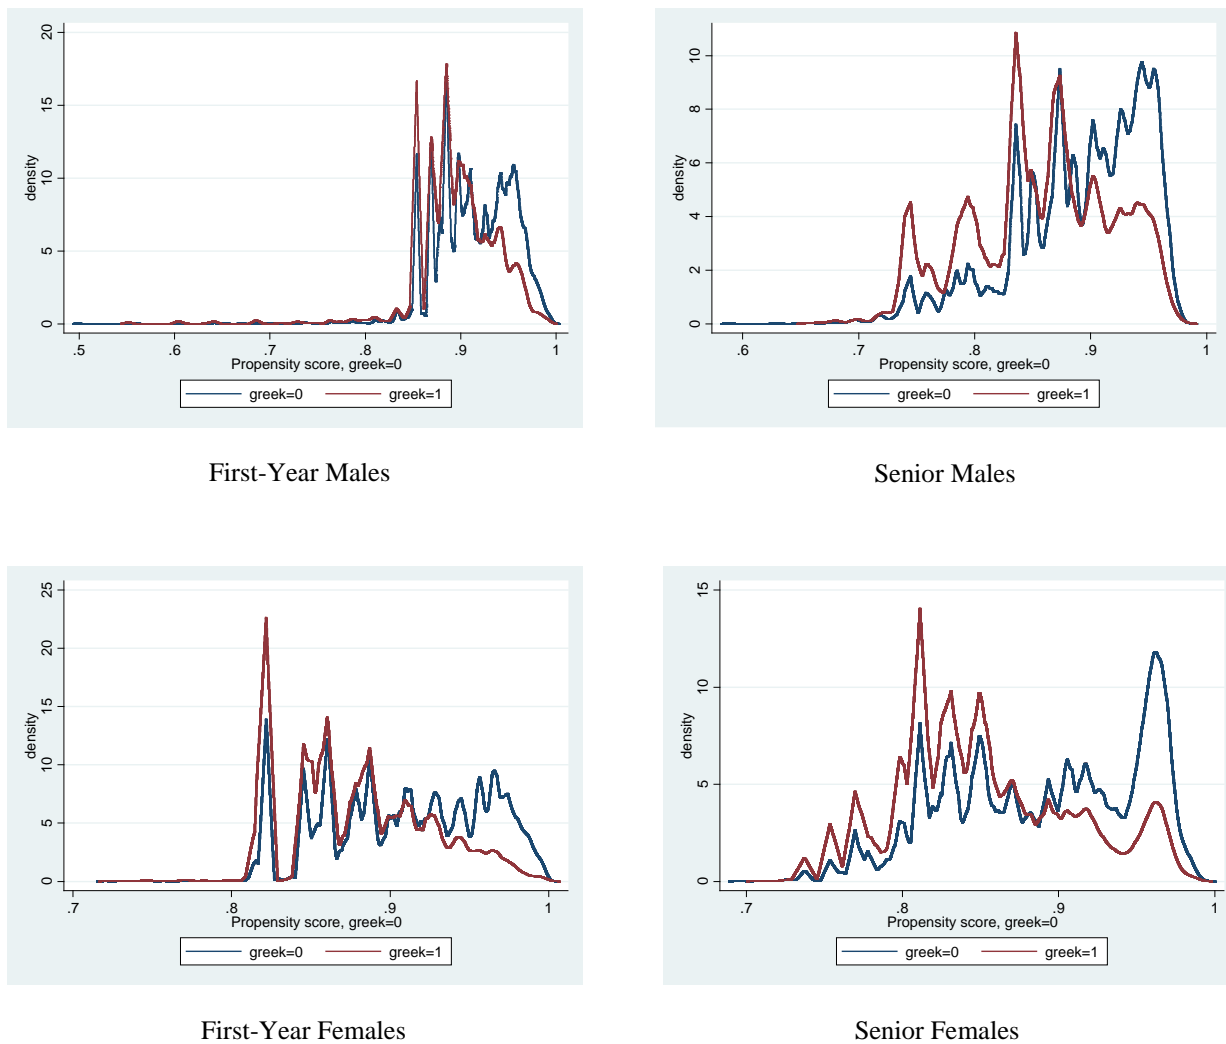 20
15
10
5
0
density
.5 .6 .7 .8 .9 1
Propensity score, greek=0
greek=0 greek=1
First-Year Males
10
8
6
4
2
0
density
.6 .7 .8 .9 1
Propensity score, greek=0
greek=0 greek=1
Senior Males
25
20
15
10
5
0
density
.7 .8 .9 1
Propensity score, greek=0
greek=0 greek=1
First-Year Females
15
10
5
0
density
.7 .8 .9 1
Propensity score, greek=0
greek=0 greek=1
Senior Females